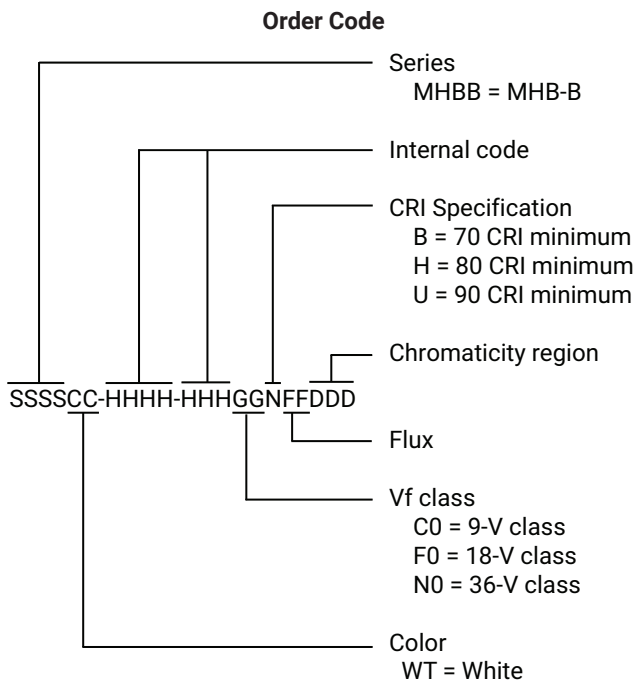 Order Code
Series
MHBB = MHB-B
Internal code
CRI Specification
B = 70 CRI minimum
H = 80 CRI minimum
U = 90 CRI minimum
Chromaticity region
SSSSCC-HHHH-HHHGGNFFDDD
Flux
Vf class
C0 = 9-V class
F0 = 18-V class
N0 = 36-V class
Color
WT = White